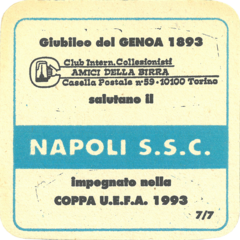 Giubileo del GENOA 1893
Club Intern. Collezionisti
AMICI DELLA BIRRA
Casella Postale n°59-10100 Torino
salutano il
NAPOLI S.S.C.
impegnato nella
COPPA U.E.F.A. 1993
7/7